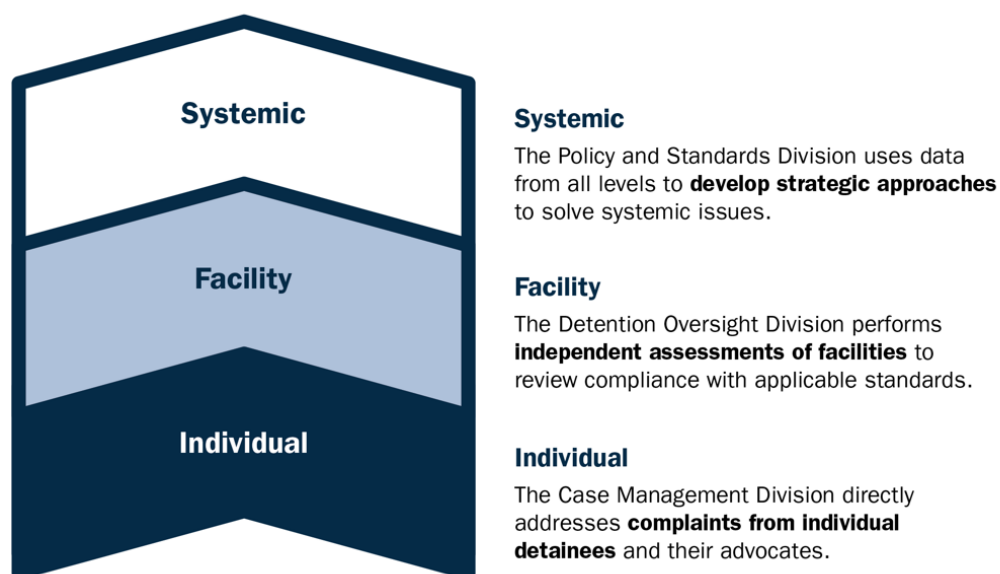 Systemic
Facility
Individual
Systemic
The Policy and Standards Division uses data
from all levels to develop strategic approaches
to solve systemic issues.
Facility
The Detention Oversight Division performs
independent assessments of facilities to
review compliance with applicable standards.
Individual
The Case Management Division directly
addresses complaints from individual
detainees and their advocates.